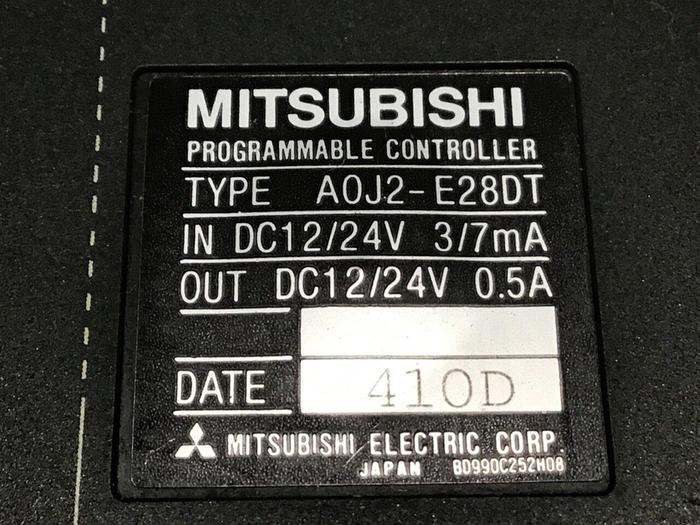 MITSUBISHI
PROGRAMMABLE CONTROLLER
TYPE A0J2-E28DT
IN DC12/24V 3/7mA
OUT DC12/24V 0.5A
DATE 410D
MITSUBISHI ELECTRIC CORP.
JAPAN BD990C252H08